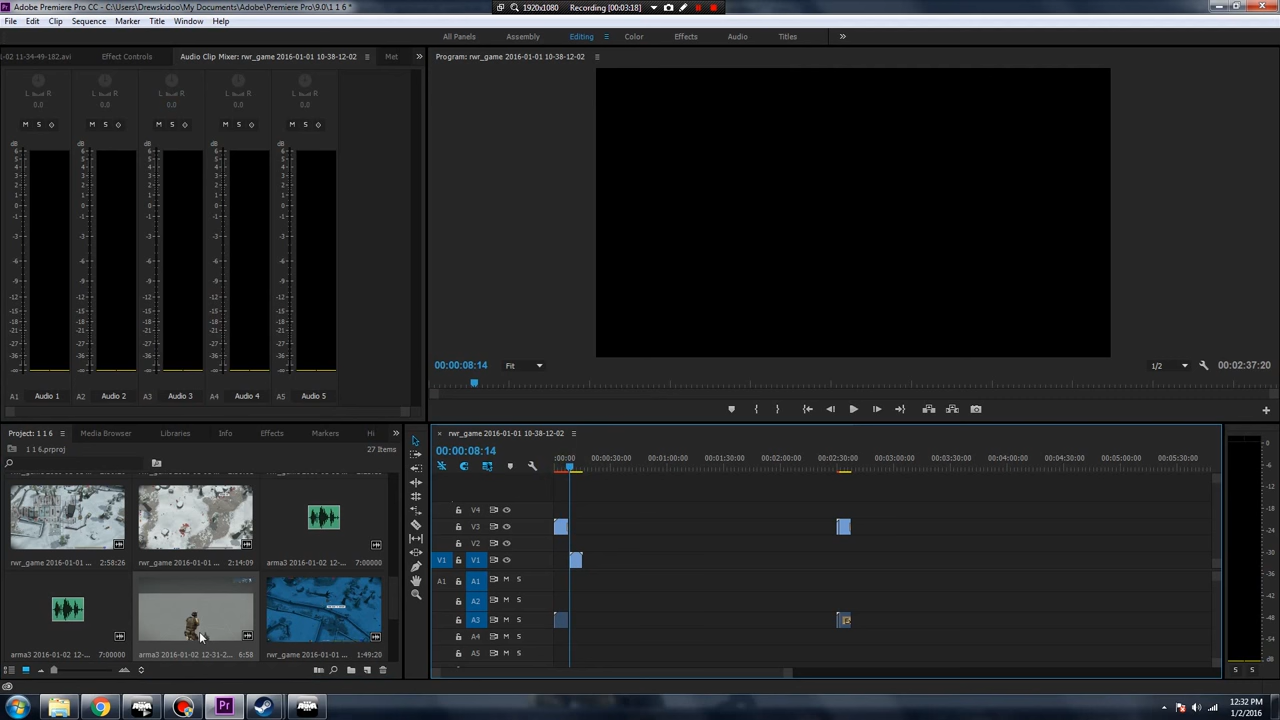 Adobe Premiere Pro CC - C:\Users\Drewskidoo\My Documents\Adobe\Premiere Pro\9.0\1 1 6 *
1920x1080 Recording [00:03:18]
File Edit Clip Sequence Marker Title Window Help
All Panels Assembly Editing Color Effects Audio Titles
-02 11-34-49-182.avi Effect Controls Audio Clip Mixer: rwr_game 2016-01-01 10-38-12-02 Met
Program: rwr_game 2016-01-01 10-38-12-02
L R L R L R L R L R
0.0 0.0 0.0 0.0 0.0
M S M S M S M S M S
dB dB dB dB dB
A1 Audio 1 A2 Audio 2 A3 Audio 3 A4 Audio 4 A5 Audio 5
00:00:08:14 Fit 1/2 00:02:37:20
Project: 1 1 6 Media Browser Libraries Info Effects Markers Hi
1 1 6.prproj 27 Items
rwr_game 2016-01-01 ... 2:58:26
rwr_game 2016-01-01 ... 2:14:09
arma3 2016-01-02 12-... 7:00000
arma3 2016-01-02 12-... 7:00000
arma3 2016-01-02 12-31-2... 6:58
rwr_game 2016-01-01 ... 1:49:20
× rwr_game 2016-01-01 10-38-12-02
00:00:08:14
:00:00 00:00:30:00 00:01:00:00 00:01:30:00 00:02:00:00 00:02:30:00 00:03:00:00 00:03:30:00 00:04:00:00 00:04:30:00 00:05:00:00 00:05:30:00
V4
V3
V2
V1 V1
A1 A1 M S
A2 M S
A3 M S
A4 M S
A5 M S
S S
12:32 PM
1/2/2016